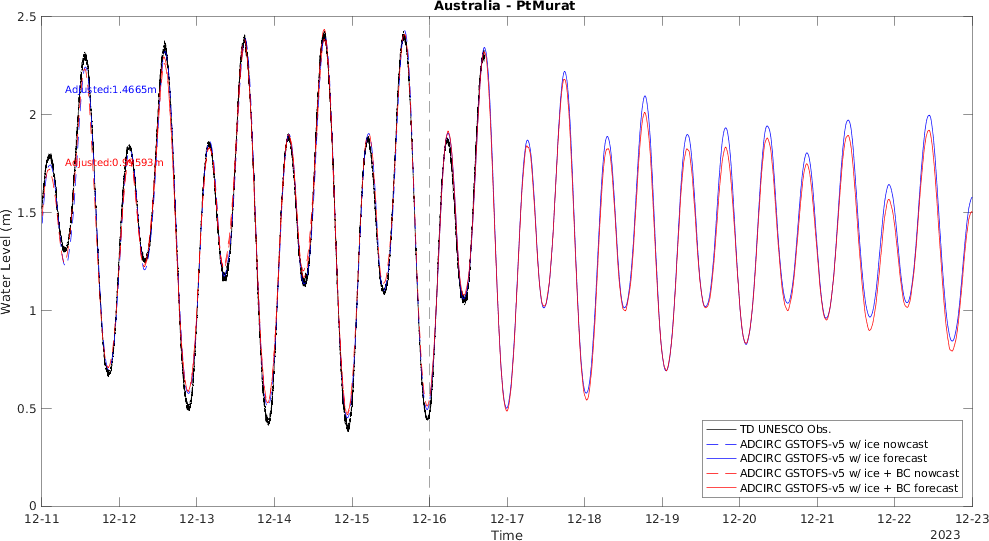 Australia - PtMurat
2.5
2
1.5
1
0.5
0
Water Level (m)
Adjusted:1.4665m
Adjusted:0.99593m
TD UNESCO Obs.
ADCIRC GSTOFS-v5 w/ ice nowcast
ADCIRC GSTOFS-v5 w/ ice forecast
ADCIRC GSTOFS-v5 w/ ice + BC nowcast
ADCIRC GSTOFS-v5 w/ ice + BC forecast
12-11 12-12 12-13 12-14 12-15 12-16 12-17 12-18 12-19 12-20 12-21 12-22 12-23
Time
2023